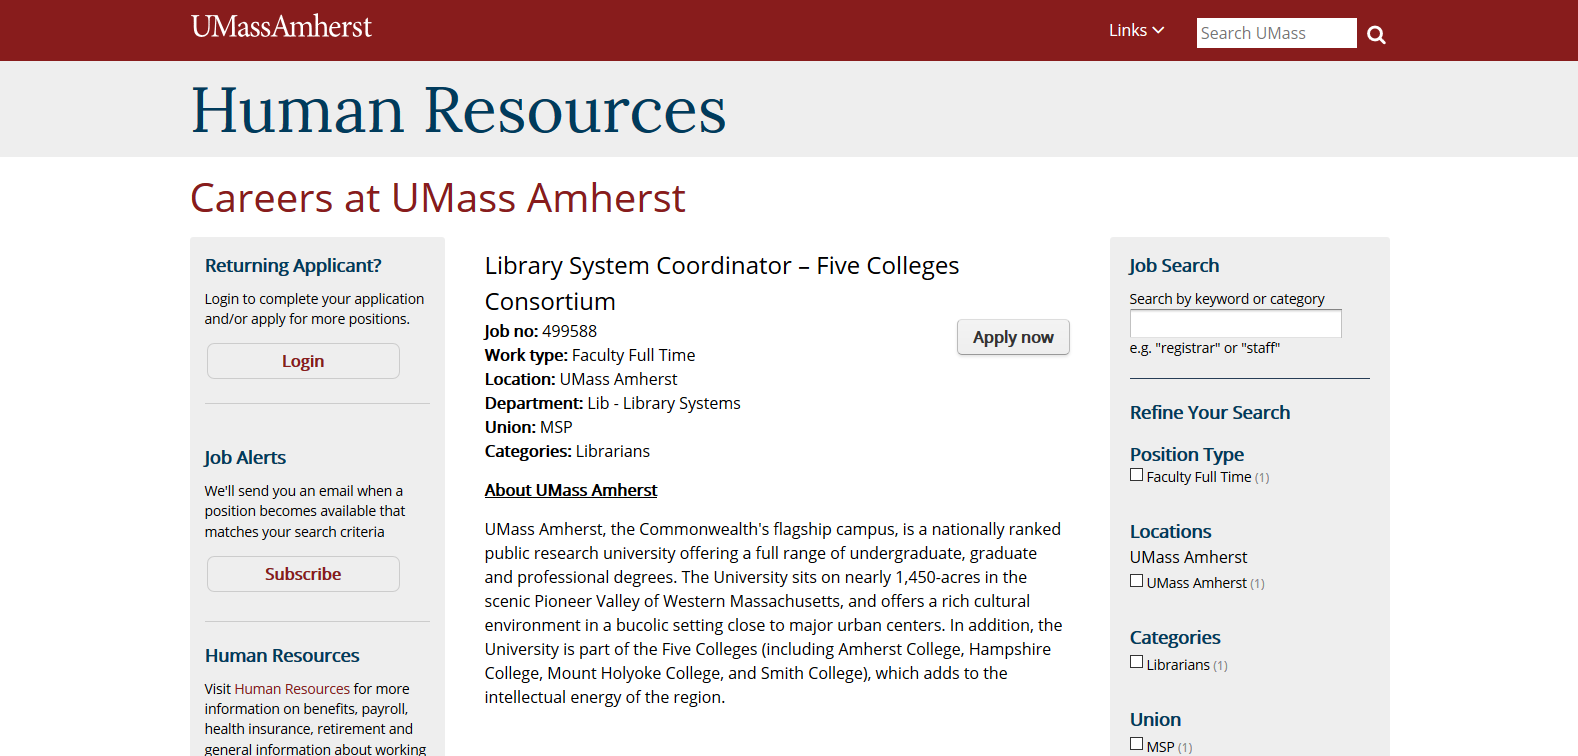 UMassAmherst
Links
Search UMass
Human Resources
Careers at UMass Amherst
Returning Applicant?
Login to complete your application
and/or apply for more positions.
Login
Job Alerts
We'll send you an email when a
position becomes available that
matches your search criteria
Subscribe
Human Resources
Visit Human Resources for more
information on benefits, payroll,
health insurance, retirement and
general information about working
Library System Coordinator – Five Colleges
Consortium
Job no: 499588
Work type: Faculty Full Time
Location: UMass Amherst
Department: Lib - Library Systems
Union: MSP
Categories: Librarians
Apply now
About UMass Amherst
UMass Amherst, the Commonwealth's flagship campus, is a nationally ranked
public research university offering a full range of undergraduate, graduate
and professional degrees. The University sits on nearly 1,450-acres in the
scenic Pioneer Valley of Western Massachusetts, and offers a rich cultural
environment in a bucolic setting close to major urban centers. In addition, the
University is part of the Five Colleges (including Amherst College, Hampshire
College, Mount Holyoke College, and Smith College), which adds to the
intellectual energy of the region.
Job Search
Search by keyword or category
e.g. "registrar" or "staff"
Refine Your Search
Position Type
Faculty Full Time (1)
Locations
UMass Amherst
UMass Amherst (1)
Categories
Librarians (1)
Union
MSP (1)